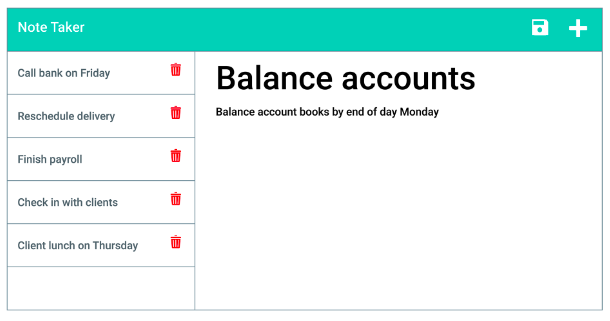 Note Taker
Call bank on Friday
Reschedule delivery
Finish payroll
Check in with clients
Client lunch on Thursday
Balance accounts
Balance account books by end of day Monday